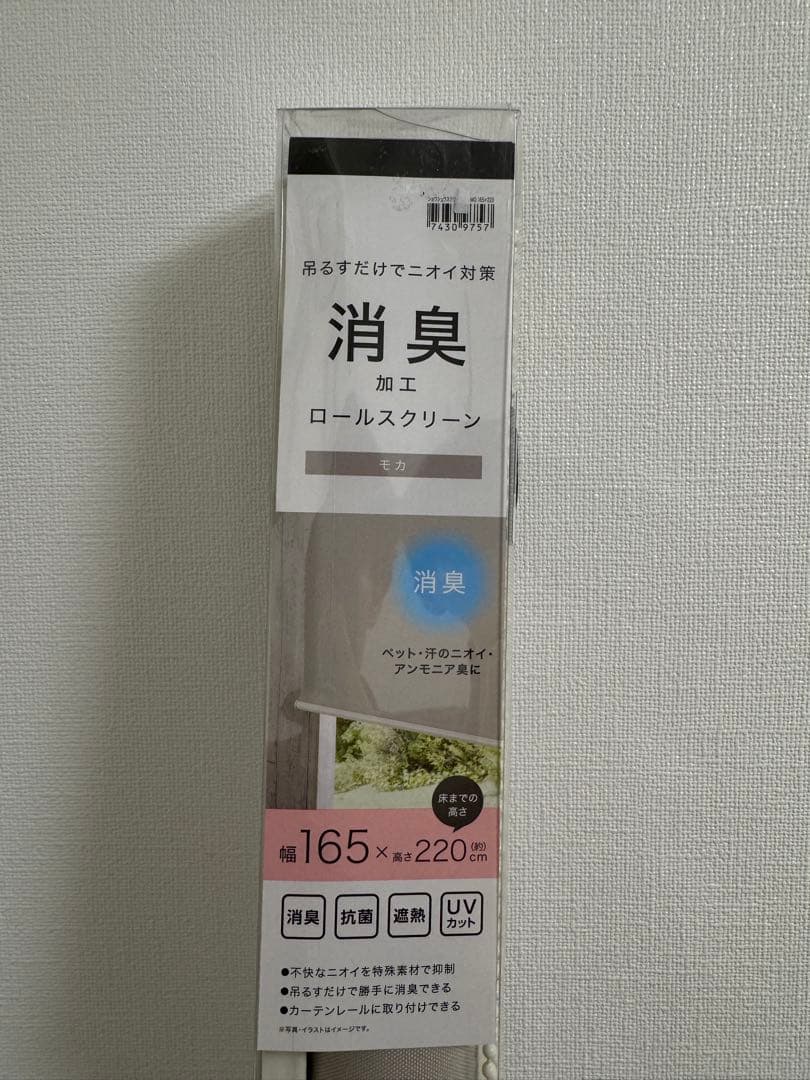 165×220
7430 9757
吊るすだけでニオイ対策
消臭
加工
ロールスクリーン
モカ
消臭
ペット・汗のニオイ・
アンモニア臭に
床までの
高さ
幅165×高さ220(約)cm
消臭 抗菌 遮熱 UVカット
●不快なニオイを特殊素材で抑制
●吊るすだけで勝手に消臭できる
●カーテンレールに取り付けできる
※写真・イラストはイメージです。